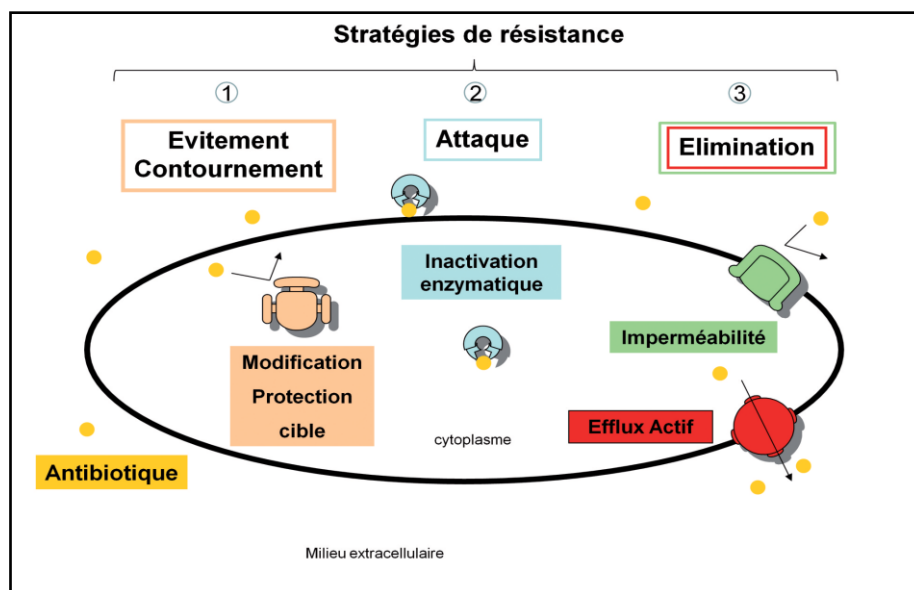 Stratégies de résistance
1
2
3
Evitement
Contournement
Attaque
Elimination
Inactivation
enzymatique
Imperméabilité
Modification
Protection
cible
Efflux Actif
cytoplasme
Antibiotique
Milieu extracellulaire